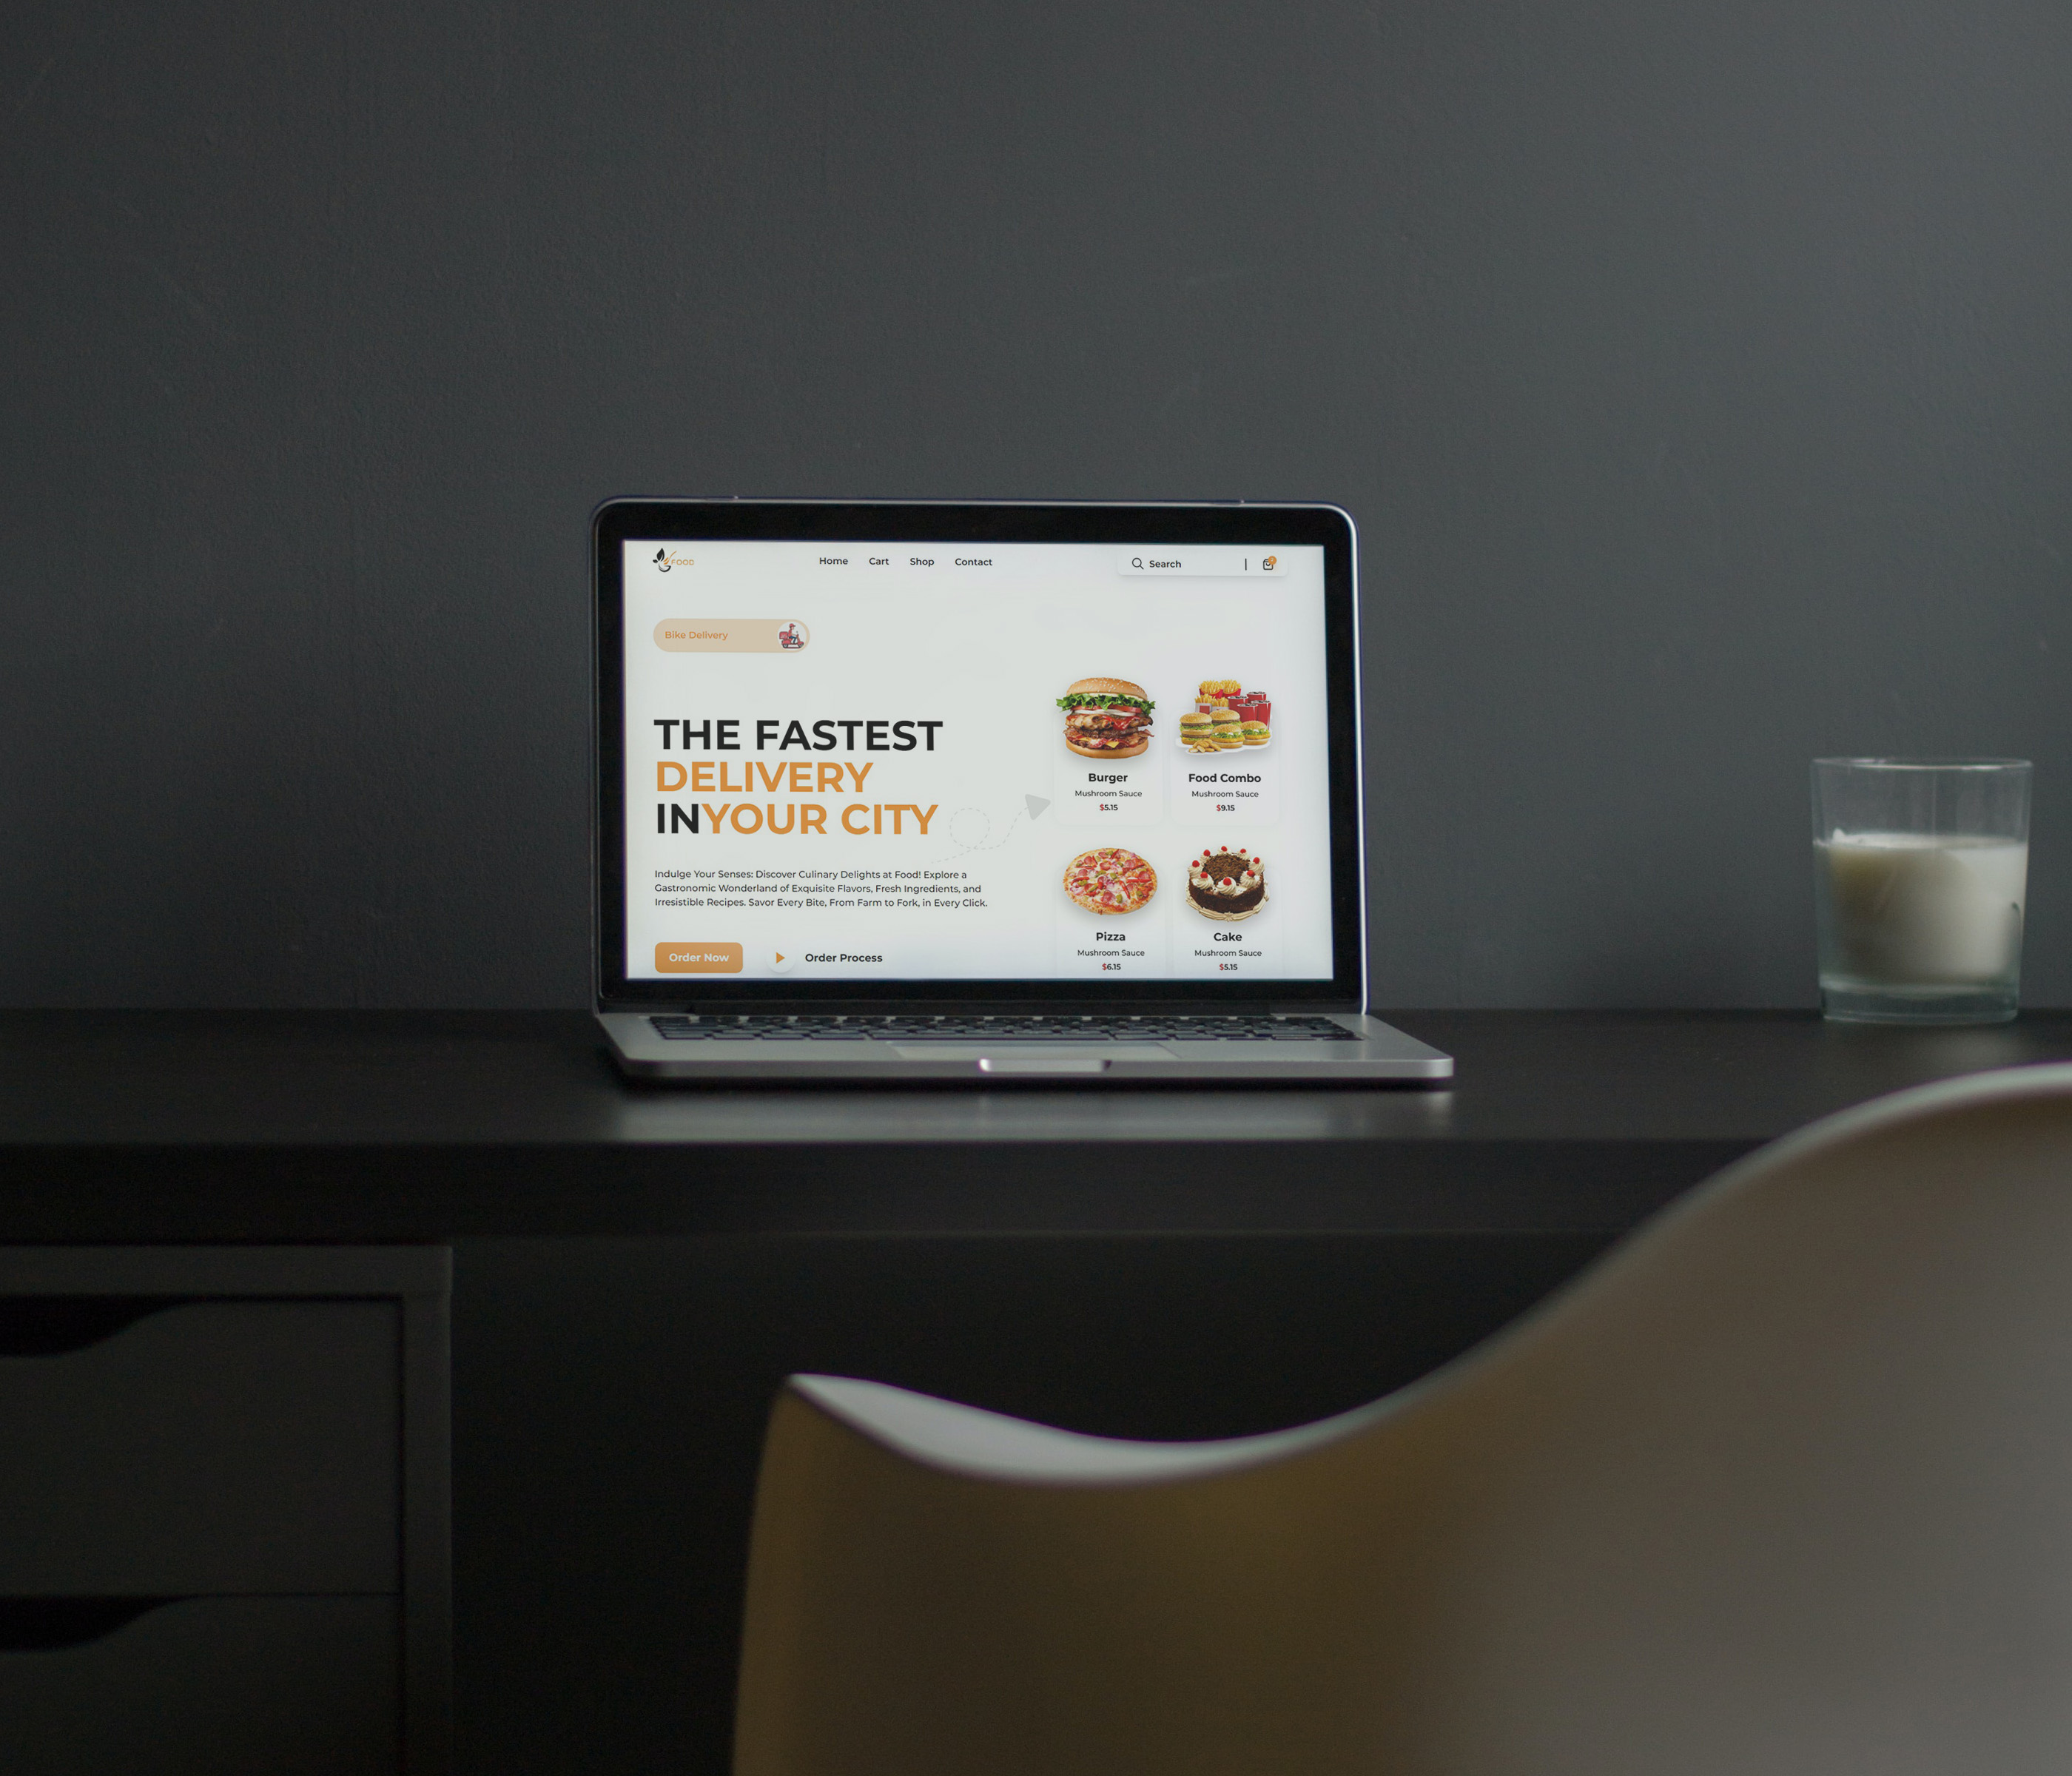 FOOD
Home Cart Shop Contact
Search
Bike Delivery
THE FASTEST
DELIVERY
INYOUR CITY
Indulge Your Senses: Discover Culinary Delights at Food! Explore a
Gastronomic Wonderland of Exquisite Flavors, Fresh Ingredients, and
Irresistible Recipes. Savor Every Bite, From Farm to Fork, in Every Click.
Order Now
Order Process
Burger
Mushroom Sauce
$5.15
Food Combo
Mushroom Sauce
$9.15
Pizza
Mushroom Sauce
$6.15
Cake
Mushroom Sauce
$5.15